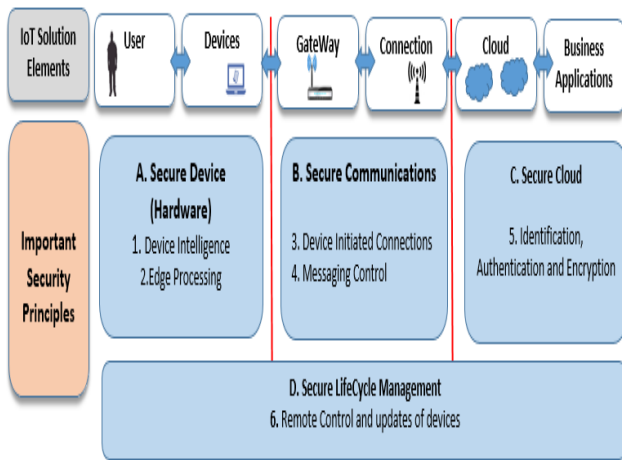 IoT Solution
Elements
User
Devices
GateWay
Connection
Cloud
Business
Applications
Important
Security
Principles
A. Secure Device
(Hardware)
1. Device Intelligence
2.Edge Processing
B. Secure Communications
3. Device Initiated Connections
4. Messaging Control
C. Secure Cloud
5. Identification,
Authentication and Encryption
D. Secure LifeCycle Management
6. Remote Control and updates of devices